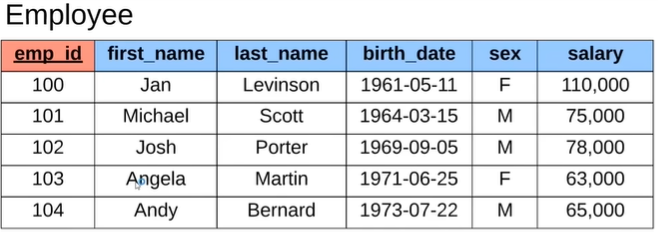 Employee
emp_id first_name last_name birth_date sex salary
100 Jan Levinson 1961-05-11 F 110,000
101 Michael Scott 1964-03-15 M 75,000
102 Josh Porter 1969-09-05 M 78,000
103 Angela Martin 1971-06-25 F 63,000
104 Andy Bernard 1973-07-22 M 65,000